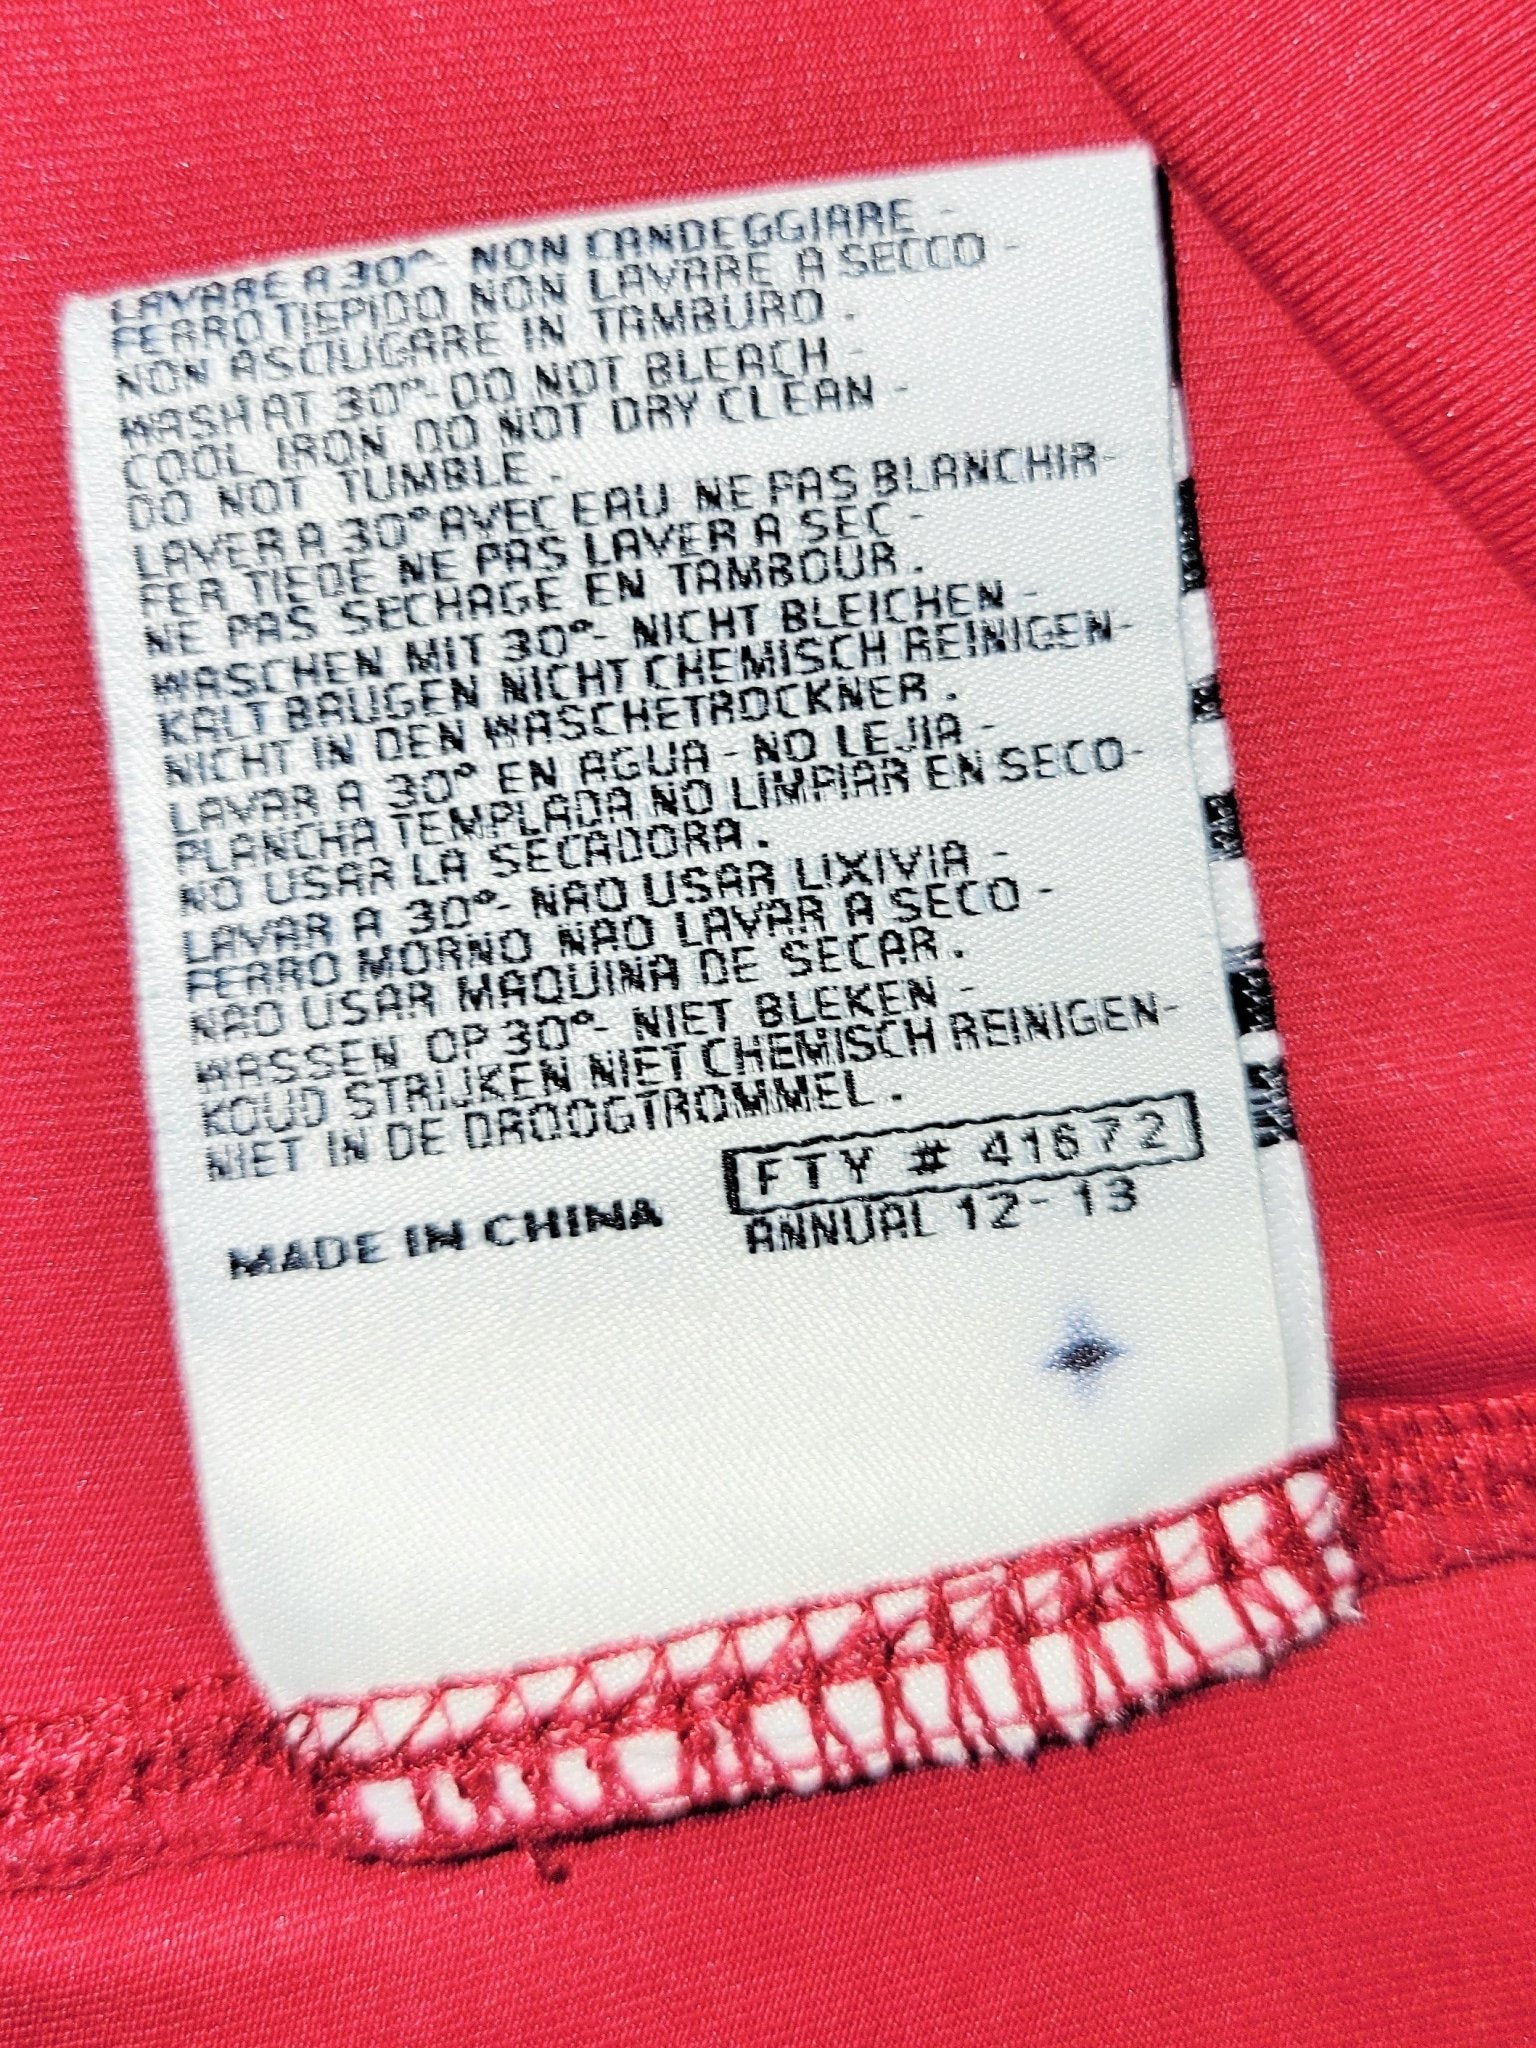 LAVARE A 30°- NON CANDEGGIARE -
FERRO TIEPIDO NON LAVARE A SECCO -
NON ASCIUGARE IN TAMBURO .
WASH AT 30°- DO NOT BLEACH -
COOL IRON DO NOT DRY CLEAN -
DO NOT TUMBLE .
LAVER A 30° AVEC EAU NE PAS BLANCHIR-
FER TIEDE NE PAS LAVER A SEC -
NE PAS SECHAGE EN TAMBOUR .
WASCHEN MIT 30°- NICHT BLEICHEN -
KALT BAUGEN NICHT CHEMISCH REINIGEN-
NICHT IN DEN WASCHETROCKNER .
LAVAR A 30° EN AGUA - NO LEJIA -
PLANCHA TEMPLADA NO LIMPIAR EN SECO-
NO USAR LA SECADORA .
LAVAR A 30°- NAO USAR LIXIVIA -
FERRO MORNO NAO LAVAR A SECO -
NAO USAR MAQUINA DE SECAR .
WASSEN OP 30°- NIET BLEKEN -
KOUD STRIJKEN NIET CHEMISCH REINIGEN-
NIET IN DE DROOGTROMMEL .
FTY # 41672
MADE IN CHINA ANNUAL 12-13